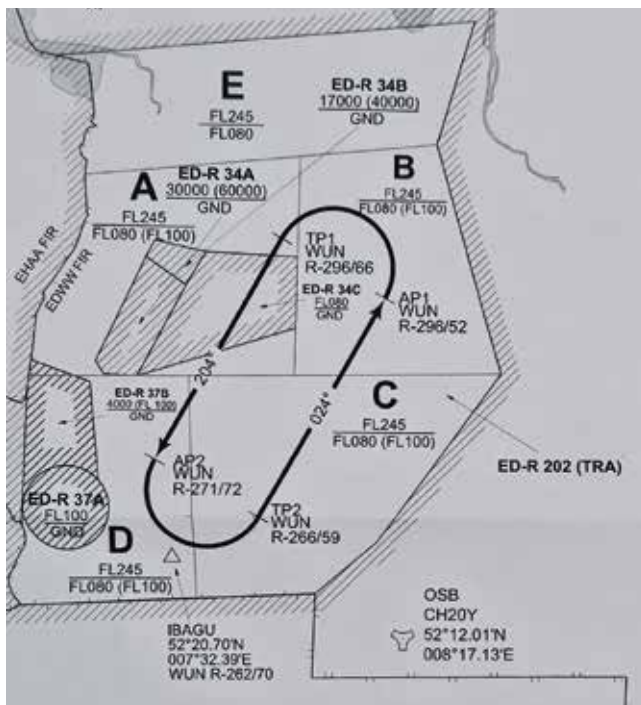 E
FL245
FL080
ED-R 34B
17000 (40000)
GND
A
ED-R 34A
30000 (60000)
GND
B
FL245
FL080 (FL100)
FL245
FL080 (FL100)
EHAA FIR
EDWW FIR
TP1
WUN
R-296/66
ED-R 34C
FL080
GND
AP1
WUN
R-296/52
204°
024°
ED-R 37B
4000 (FL 100)
GND
C
FL245
FL080 (FL100)
ED-R 202 (TRA)
AP2
WUN
R-271/72
ED-R 37A
FL100
GND
TP2
WUN
R-266/59
D
FL245
FL080 (FL100)
IBAGU
52°20.70'N
007°32.39'E
WUN R-262/70
OSB
CH20Y
52°12.01'N
008°17.13'E